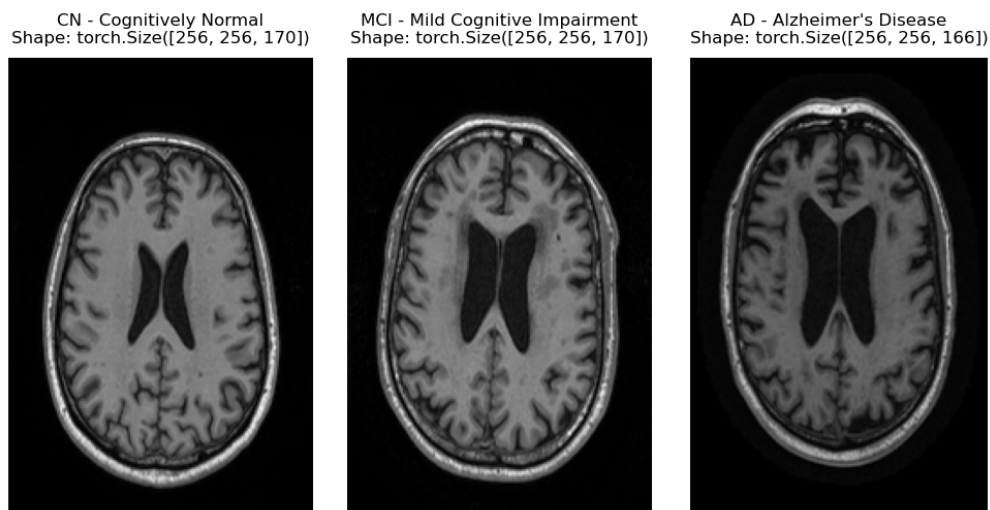 CN - Cognitively Normal
Shape: torch.Size([256, 256, 170])
MCI - Mild Cognitive Impairment
Shape: torch.Size([256, 256, 170])
AD - Alzheimer's Disease
Shape: torch.Size([256, 256, 166])